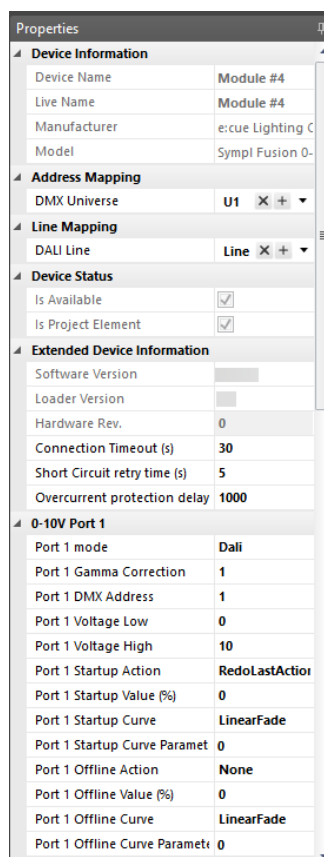 Properties
Device Information
Device Name Module #4
Live Name Module #4
Manufacturer e:cue Lighting C
Model Sympl Fusion 0-
Address Mapping
DMX Universe U1
Line Mapping
DALI Line Line
Device Status
Is Available
Is Project Element
Extended Device Information
Software Version
Loader Version
Hardware Rev. 0
Connection Timeout (s) 30
Short Circuit retry time (s) 5
Overcurrent protection delay 1000
0-10V Port 1
Port 1 mode Dali
Port 1 Gamma Correction 1
Port 1 DMX Address 1
Port 1 Voltage Low 0
Port 1 Voltage High 10
Port 1 Startup Action RedoLastAction
Port 1 Startup Value (%) 0
Port 1 Startup Curve LinearFade
Port 1 Startup Curve Paramet 0
Port 1 Offline Action None
Port 1 Offline Value (%) 0
Port 1 Offline Curve LinearFade
Port 1 Offline Curve Paramete 0